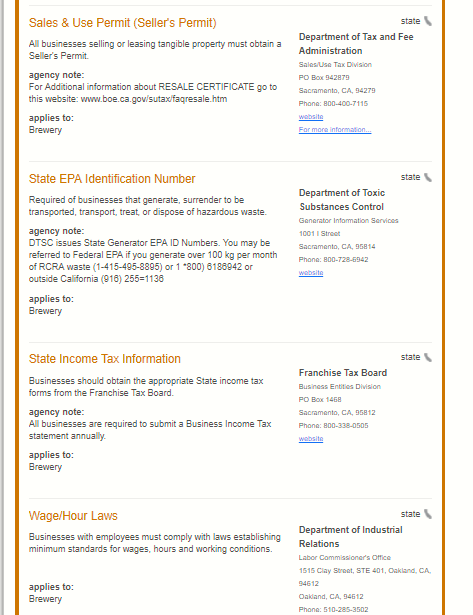 Sales & Use Permit (Seller's Permit)
state
All businesses selling or leasing tangible property must obtain a
Seller's Permit.
agency note:
For Additional information about RESALE CERTIFICATE go to
this website: www.boe.ca.gov/sutax/faqresale.htm
applies to:
Brewery
Department of Tax and Fee
Administration
Sales/Use Tax Division
PO Box 942879
Sacramento, CA, 94279
Phone: 800-400-7115
website
For more information...
State EPA Identification Number
state
Required of businesses that generate, surrender to be
transported, transport, treat, or dispose of hazardous waste.
agency note:
DTSC issues State Generator EPA ID Numbers. You may be
referred to Federal EPA if you generate over 100 kg per month
of RCRA waste (1-415-495-8895) or 1 *800) 6186942 or
outside California (916) 255=1136
applies to:
Brewery
Department of Toxic
Substances Control
Generator Information Services
1001 I Street
Sacramento, CA, 95814
Phone: 800-728-6942
website
State Income Tax Information
state
Businesses should obtain the appropriate State income tax
forms from the Franchise Tax Board.
agency note:
All businesses are required to submit a Business Income Tax
statement annually.
applies to:
Brewery
Franchise Tax Board
Business Entities Division
PO Box 1468
Sacramento, CA, 95812
Phone: 800-338-0505
website
Wage/Hour Laws
state
Businesses with employees must comply with laws establishing
minimum standards for wages, hours and working conditions.
applies to:
Brewery
Department of Industrial
Relations
Labor Commissioner's Office
1515 Clay Street, STE 401, Oakland, CA,
94612
Oakland, CA, 94612
Phone: 510-285-3502